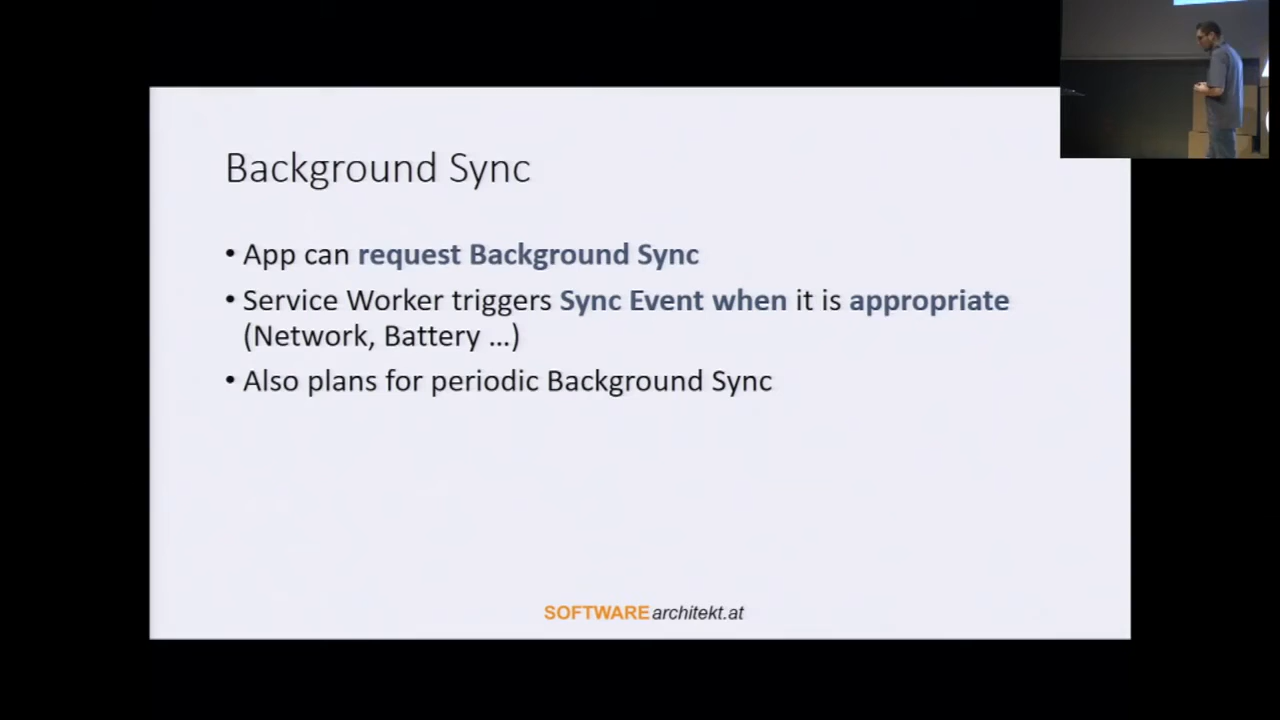 Background Sync
• App can request Background Sync
• Service Worker triggers Sync Event when it is appropriate
(Network, Battery …)
• Also plans for periodic Background Sync
SOFTWAREarchitekt.at